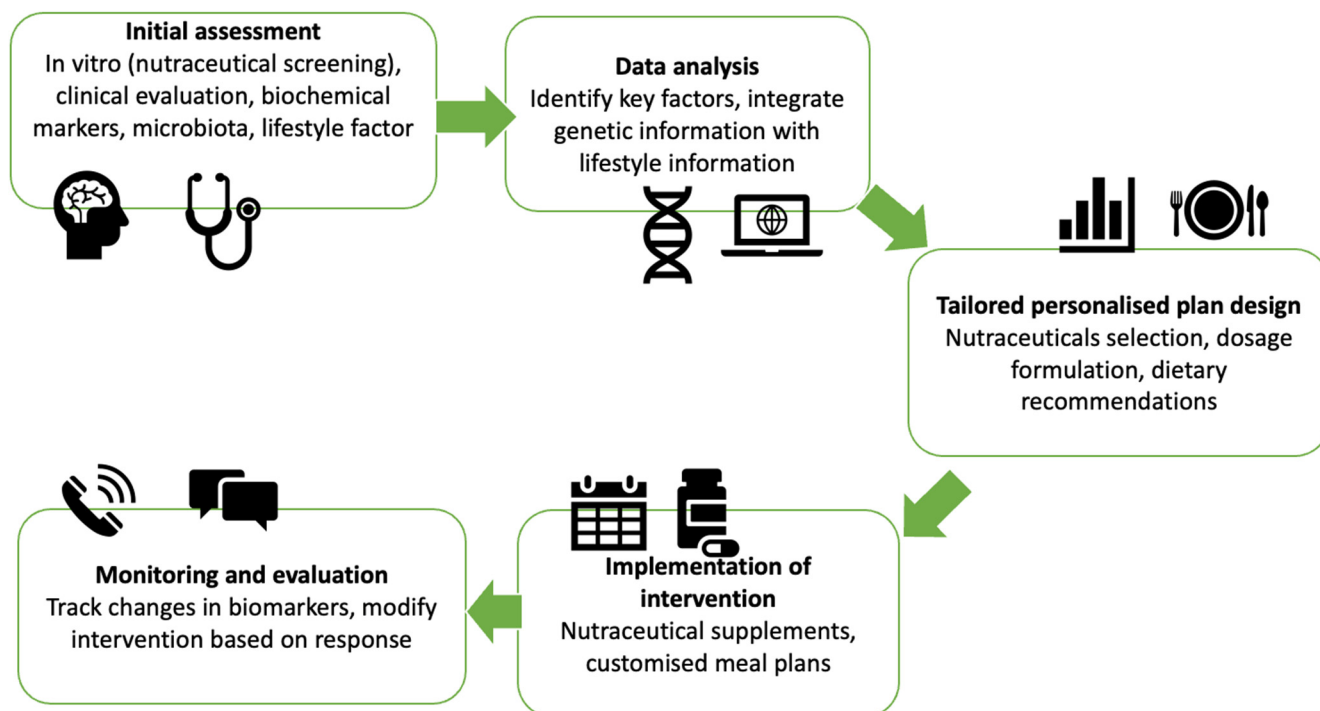 Initial assessment
In vitro (nutraceutical screening),
clinical evaluation, biochemical
markers, microbiota, lifestyle factor
Data analysis
Identify key factors, integrate
genetic information with
lifestyle information
Tailored personalised plan design
Nutraceuticals selection, dosage
formulation, dietary
recommendations
Implementation of
intervention
Nutraceutical supplements,
customised meal plans
Monitoring and evaluation
Track changes in biomarkers, modify
intervention based on response